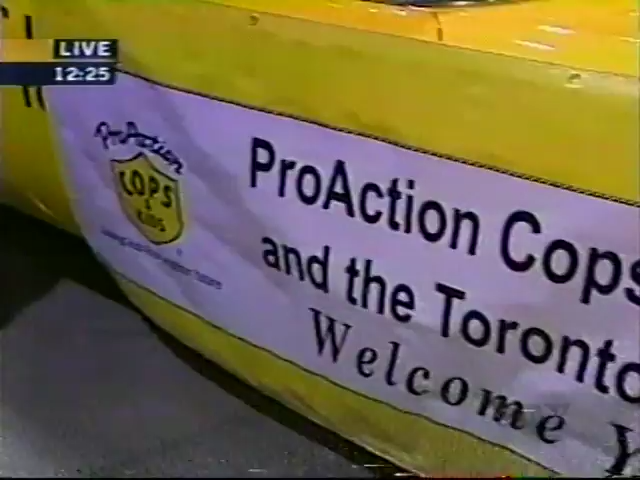 LIVE
12:25
ProAction
COPS
&
KIDS
ProAction Cops
and the Toronto
Welcome Y